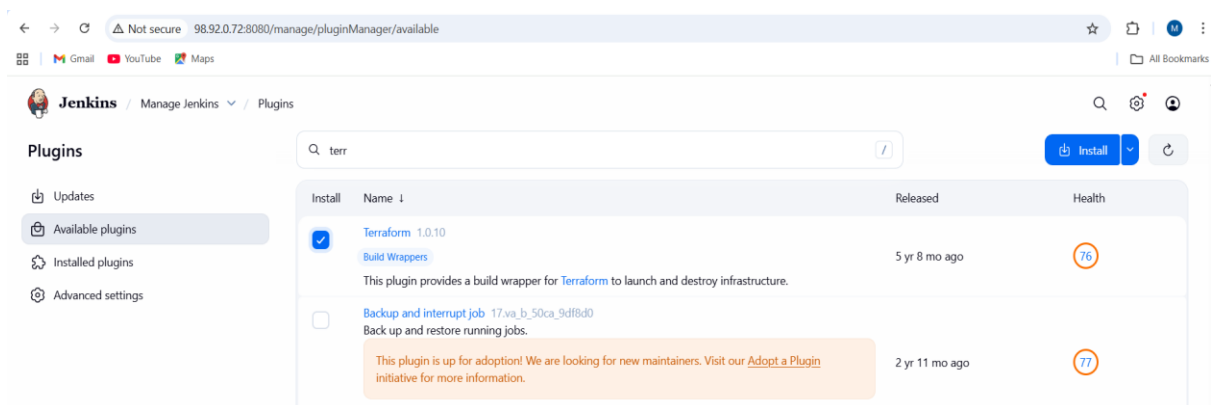 Not secure 98.92.0.72:8080/manage/pluginManager/available
M
Gmail YouTube Maps All Bookmarks
Jenkins / Manage Jenkins / Plugins
Plugins
terr /
Install
Updates
Available plugins
Installed plugins
Advanced settings
Install Name ↓ Released Health
Terraform 1.0.10
Build Wrappers
This plugin provides a build wrapper for Terraform to launch and destroy infrastructure.
5 yr 8 mo ago
76
Backup and interrupt job 17.va_b_50ca_9df8d0
Back up and restore running jobs.
This plugin is up for adoption! We are looking for new maintainers. Visit our Adopt a Plugin
initiative for more information.
2 yr 11 mo ago
77